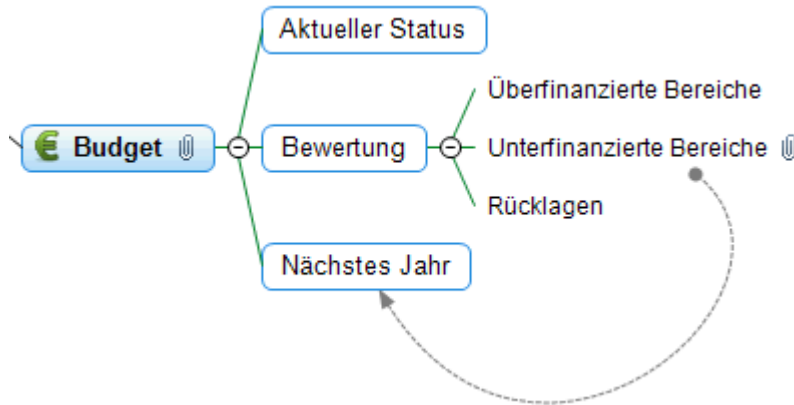 Aktueller Status
Überfinanzierte Bereiche
Budget
Bewertung
Unterfinanzierte Bereiche
Rücklagen
Nächstes Jahr